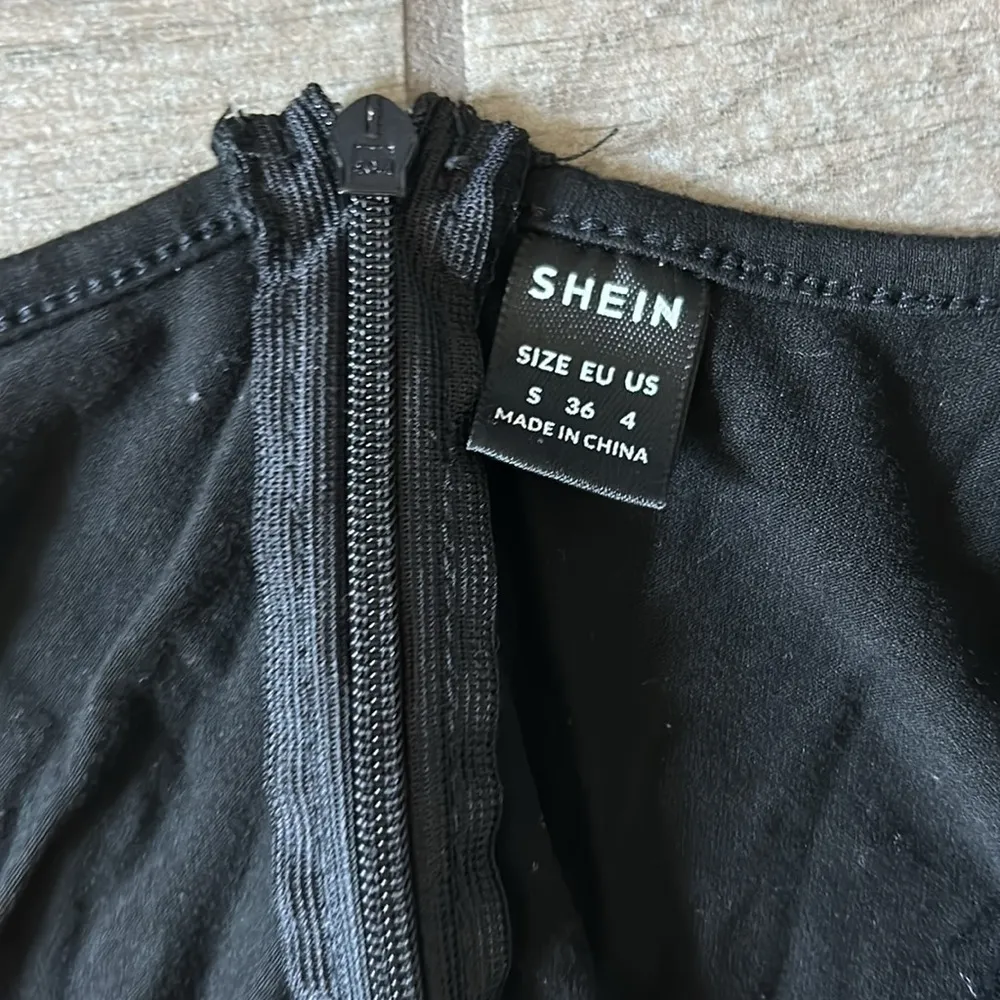 SHEIN
SIZE EU US
S 36 4
MADE IN CHINA